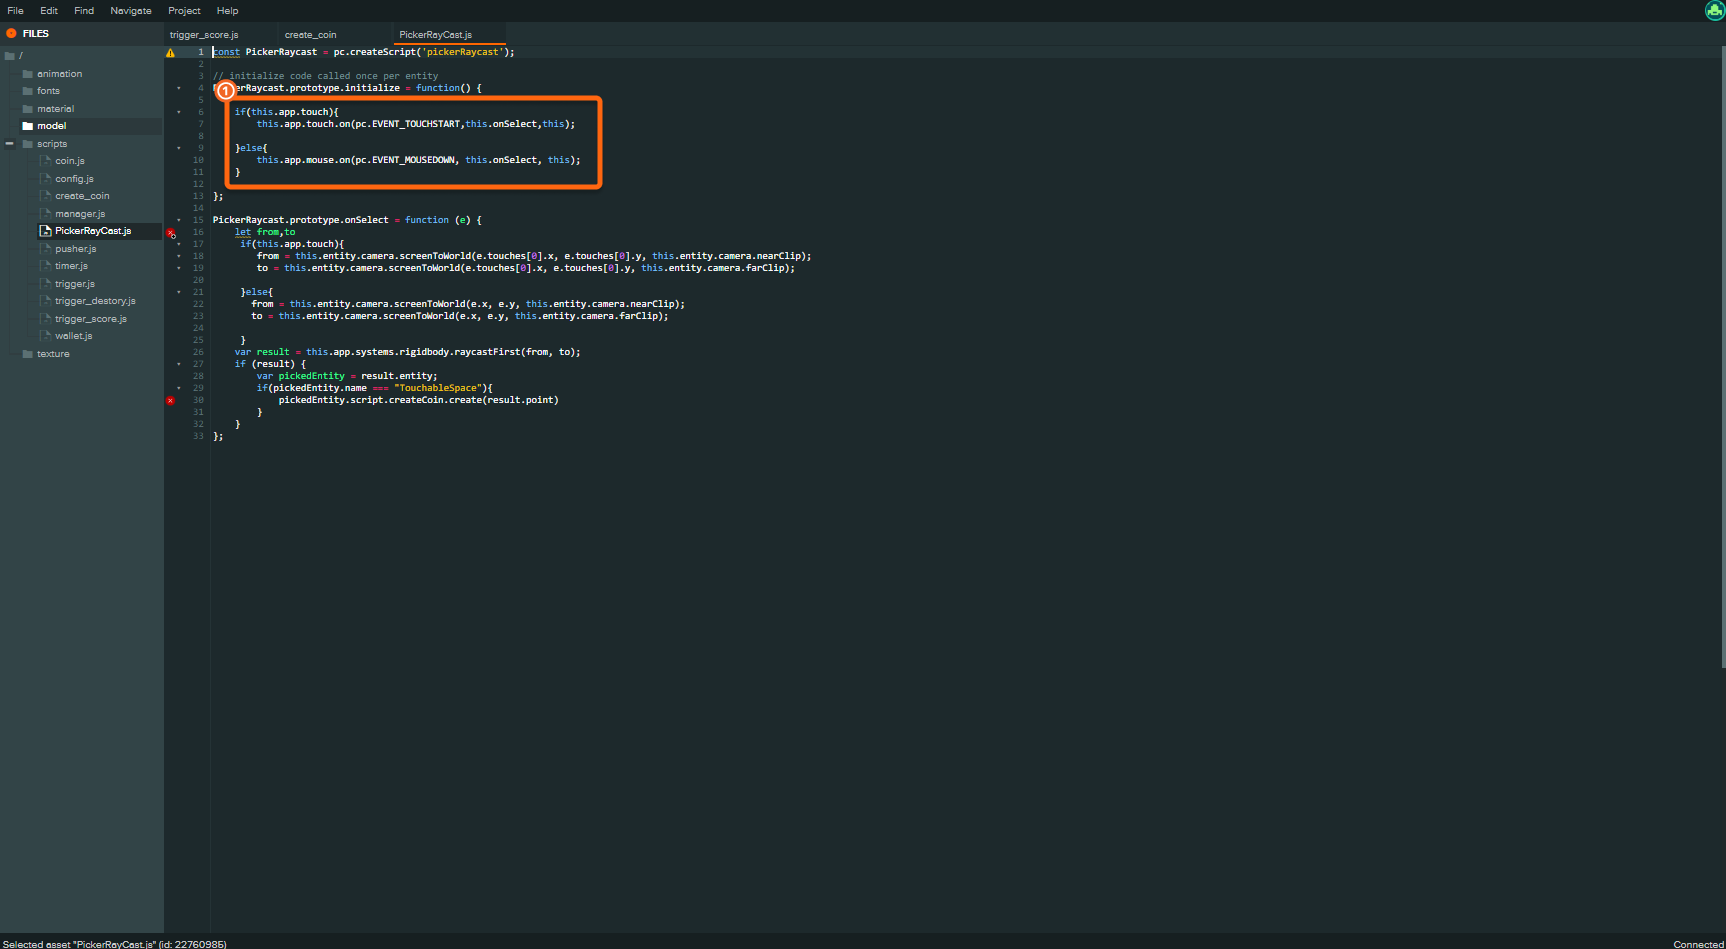 File Edit Find Navigate Project Help
FILES
/
animation
fonts
material
model
scripts
coin.js
config.js
create_coin
manager.js
PickerRayCast.js
pusher.js
timer.js
trigger.js
trigger_destory.js
trigger_score.js
wallet.js
texture
trigger_score.js create_coin PickerRayCast.js
1 const PickerRaycast = pc.createScript('pickerRaycast');
2
3 // initialize code called once per entity
4 erRaycast.prototype.initialize = function() {
1
5
6 if(this.app.touch){
7 this.app.touch.on(pc.EVENT_TOUCHSTART,this.onSelect,this);
8
9 }else{
10 this.app.mouse.on(pc.EVENT_MOUSEDOWN, this.onSelect, this);
11 }
12
13 };
14
15 PickerRaycast.prototype.onSelect = function (e) {
16 let from,to
17 if(this.app.touch){
18 from = this.entity.camera.screenToWorld(e.touches[0].x, e.touches[0].y, this.entity.camera.nearClip);
19 to = this.entity.camera.screenToWorld(e.touches[0].x, e.touches[0].y, this.entity.camera.farClip);
20
21 }else{
22 from = this.entity.camera.screenToWorld(e.x, e.y, this.entity.camera.nearClip);
23 to = this.entity.camera.screenToWorld(e.x, e.y, this.entity.camera.farClip);
24
25 }
26 var result = this.app.systems.rigidbody.raycastFirst(from, to);
27 if (result) {
28 var pickedEntity = result.entity;
29 if(pickedEntity.name === "TouchableSpace"){
30 pickedEntity.script.createCoin.create(result.point)
31 }
32 }
33 };
Selected asset "PickerRayCast.js" (id: 22760985) Connected